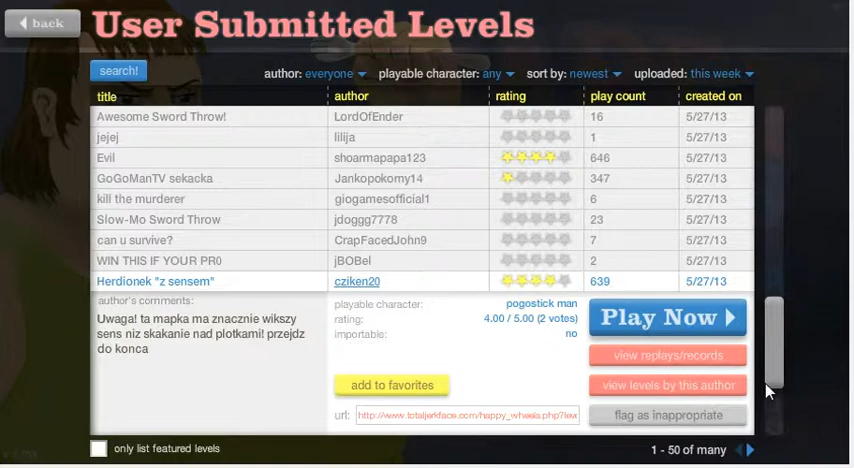 back
User Submitted Levels
search!
author: everyone playable character: any sort by: newest uploaded: this week
title author rating play count created on
Awesome Sword Throw! LordOfEnder 16 5/27/13
jejej lilija 1 5/27/13
Evil shoarmapapa123 646 5/27/13
GoGoManTV sekacka Jankopokorny14 347 5/27/13
kill the murderer giogamesofficial1 6 5/27/13
Slow-Mo Sword Throw jdoggg7778 23 5/27/13
can u survive? CrapFacedJohn9 7 5/27/13
WIN THIS IF YOUR PR0 jBOBel 2 5/27/13
Herdionek "z sensem" cziken20 639 5/27/13
author's comments:
Uwaga! ta mapka ma znacznie wikszy
sens niz skakanie nad plotkami! przejdz
do konca
playable character: pogostick man
rating: 4.00 / 5.00 (2 votes)
importable: no
add to favorites
url: http://www.totaljerkface.com/happy_wheels.php?leve
Play Now
view replays/records
view levels by this author
flag as inappropriate
only list featured levels
1 - 50 of many